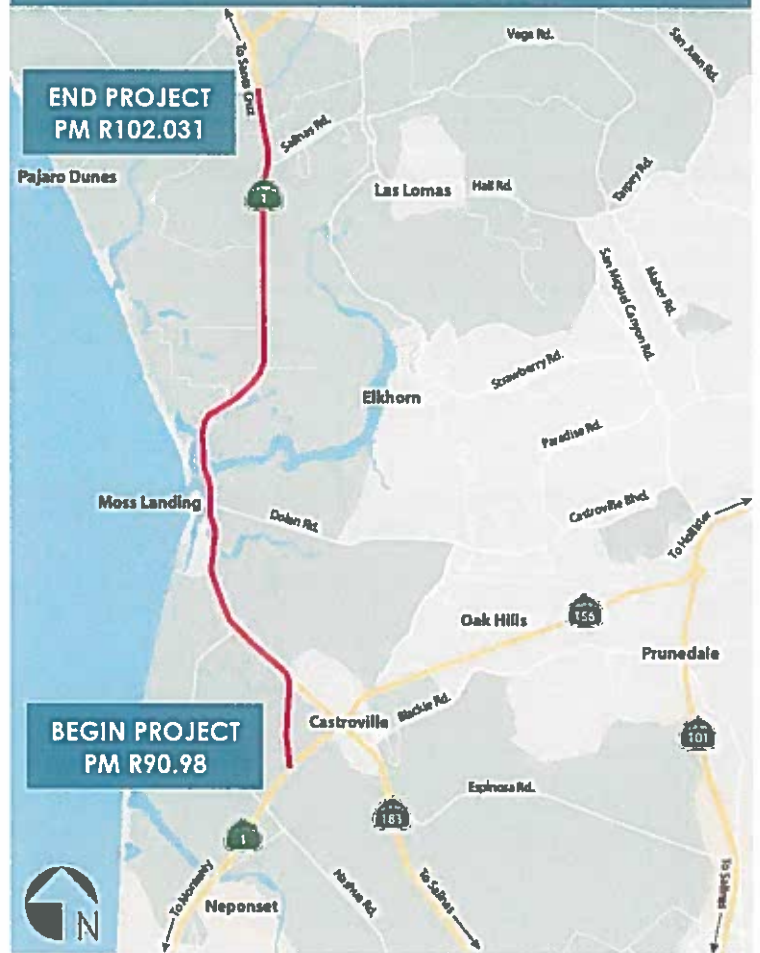 To Santa Cruz
Vega Rd.
San Juan Rd.
END PROJECT
PM R102.031
Salinas Rd.
Pajaro Dunes
1
Las Lomas
Hall Rd.
Tarpey Rd.
San Miguel Canyon Rd.
Maher Rd.
Strawberry Rd.
Elkhorn
Paradise Rd.
Moss Landing
Dolan Rd.
Castroville Blvd.
To Hollister
Oak Hills
156
Prunedale
BEGIN PROJECT
PM R90.98
Castroville
Blackie Rd.
101
Espinosa Rd.
1
183
To Monterey
Neponset
Nashua Rd.
To Salinas
To Salinas
N